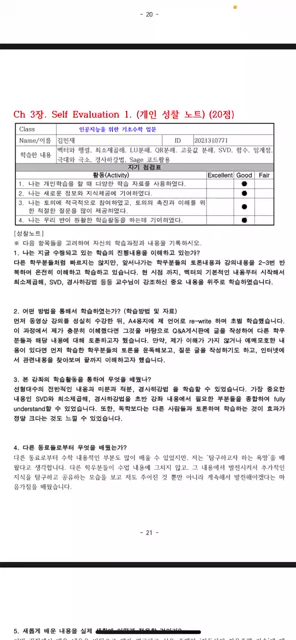 - 20 -
Ch 3장. Self Evaluation 1. (개인 성찰 노트) (20점)
Class 인공지능을 위한 기초수학 입문
Name/이름 김민재 ID 2021310771
학습한 내용 벡터와 행렬, 최소제곱해, LU분해, QR분해, 고윳값 분해, SVD, 함수, 임계점, 극대와 극소, 경사하강법, Sage 코드활용
자기 점검표
활동(Activity) Excellent Good Fair
1. 나는 개인학습을 할 때 다양한 학습 자료를 사용하였다. ●
2. 나는 새로운 정보와 지식제공에 기여하였다. ●
3. 나는 토의에 적극적으로 참여하였고, 토의의 촉진과 이해를 위한 적절한 질문을 많이 제공하였다. ●
4. 나는 우리 반이 원활한 학습활동을 하는데 기여하였다. ●
[성찰노트]
※ 다음 항목들을 고려하여 자신의 학습과정과 내용을 기록하시오.
1. 나는 지금 수행되고 있는 학습의 진행내용을 이해하고 있는가?
다른 학우분들처럼 빠르지는 않지만, 앞서나가는 학우분들의 토론내용과 강의내용을 2-3번 반
복하여 온전히 이해하고 학습하고 있습니다. 현 시점 까지, 벡터의 기본적인 내용부터 시작해서
최소제곱해, SVD, 경사하강법 등등 교수님이 강조하신 중요 내용을 위주로 학습하였습니다.
2. 어떤 방법을 통해서 학습하였는가? (학습방법 및 자료)
먼저 동영상 강의를 성실히 수강한 뒤, A4용지에 제 언어로 re-write 하며 초벌 학습했습니다.
이 과정에서 제가 충분히 이해했다면 그것을 바탕으로 Q&A게시판에 글을 작성하여 다른 학우
분들과 해당 내용에 대해 토론하고자 했습니다. 만약, 제가 이해가 가지 않거나 애매모호한 내
용이 있다면 먼저 학습한 학우분들의 토론을 정독해보고, 질문 글을 작성하기도 하고, 인터넷에
서 관련내용을 찾아보며 끝까지 이해하고자 했습니다.
3. 본 강좌의 학습활동을 통하여 무엇을 배웠나?
선형대수의 전반적인 내용과 미분과 적분, 경사하강법 을 학습할 수 있었습니다. 가장 중요한
내용인 SVD와 최소제곱해, 경사하강법을 초반 강좌 내용에서 필요한 부분들을 종합하여 fully
understand할 수 있었습니다. 또한, 독학보다는 다른 사람들과 토론하며 학습하는 것이 효과가
정말 크다는 것도 느낄 수 있었습니다.
4. 다른 동료들로부터 무엇을 배웠는가?
다른 동료로부터 수학 내용적인 부분도 많이 배울 수 있었지만, 저는 '탐구하고자 하는 욕망'을 배
웠다고 생각합니다. 다른 학우분들이 수업 내용에 그치지 않고, 그 내용에서 발전시켜서 추가적인
지식을 탐구하고 공유하는 모습을 보고 저도 주어진 것 뿐만 아니라 계속해서 발전해야겠다는 마
음가짐을 배웠습니다.
- 21 -
5. 새롭게 배운 내용을 실제